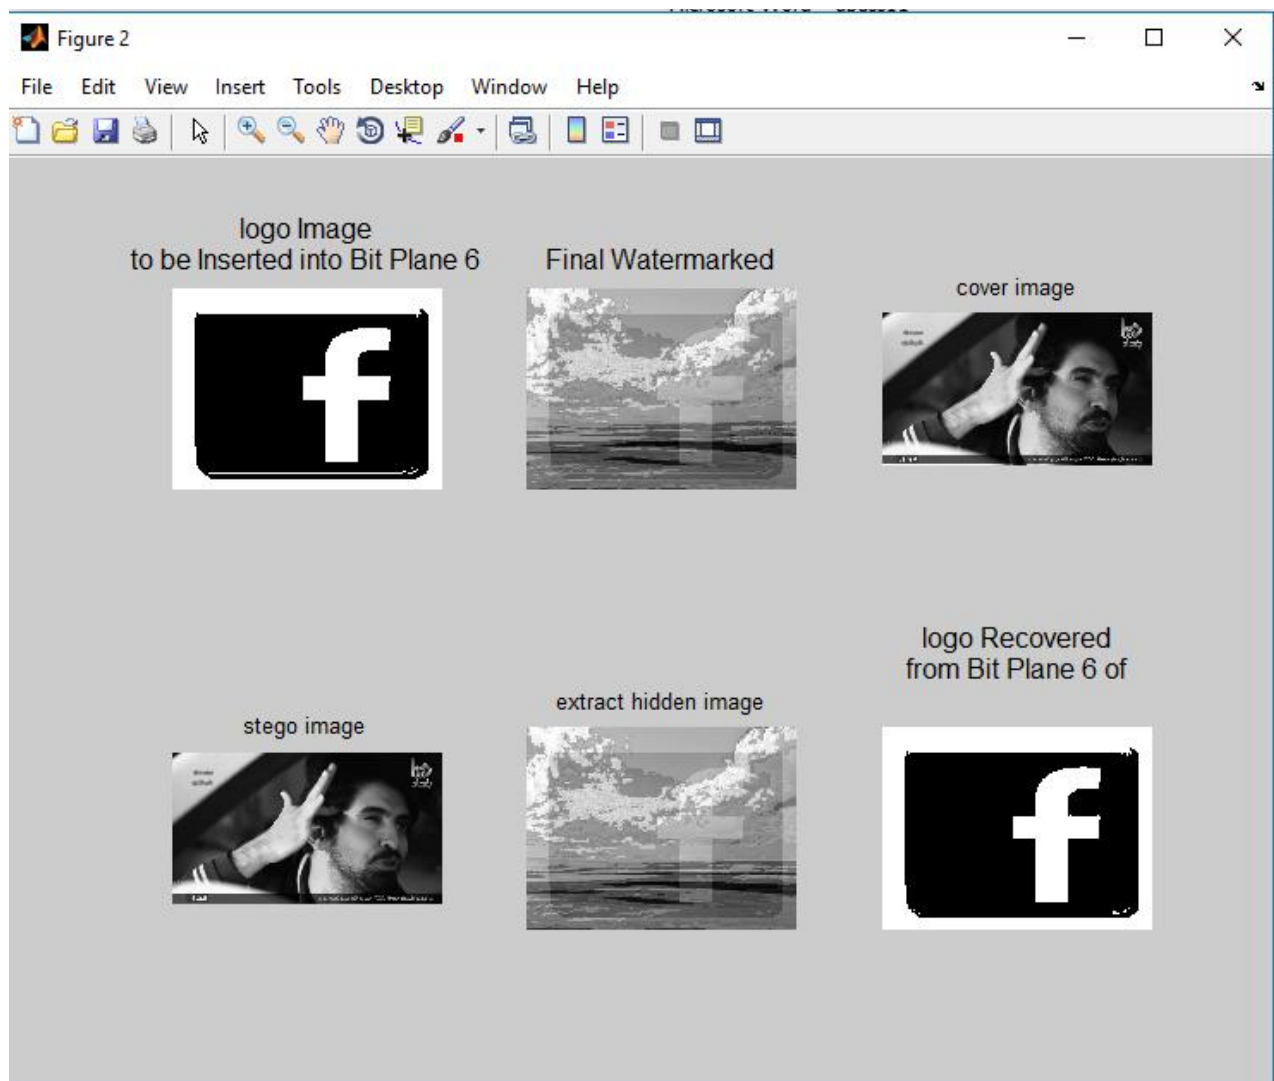 Figure 2
File Edit View Insert Tools Desktop Window Help
logo Image
to be Inserted into Bit Plane 6
Final Watermarked
cover image
stego image
extract hidden image
logo Recovered
from Bit Plane 6 of